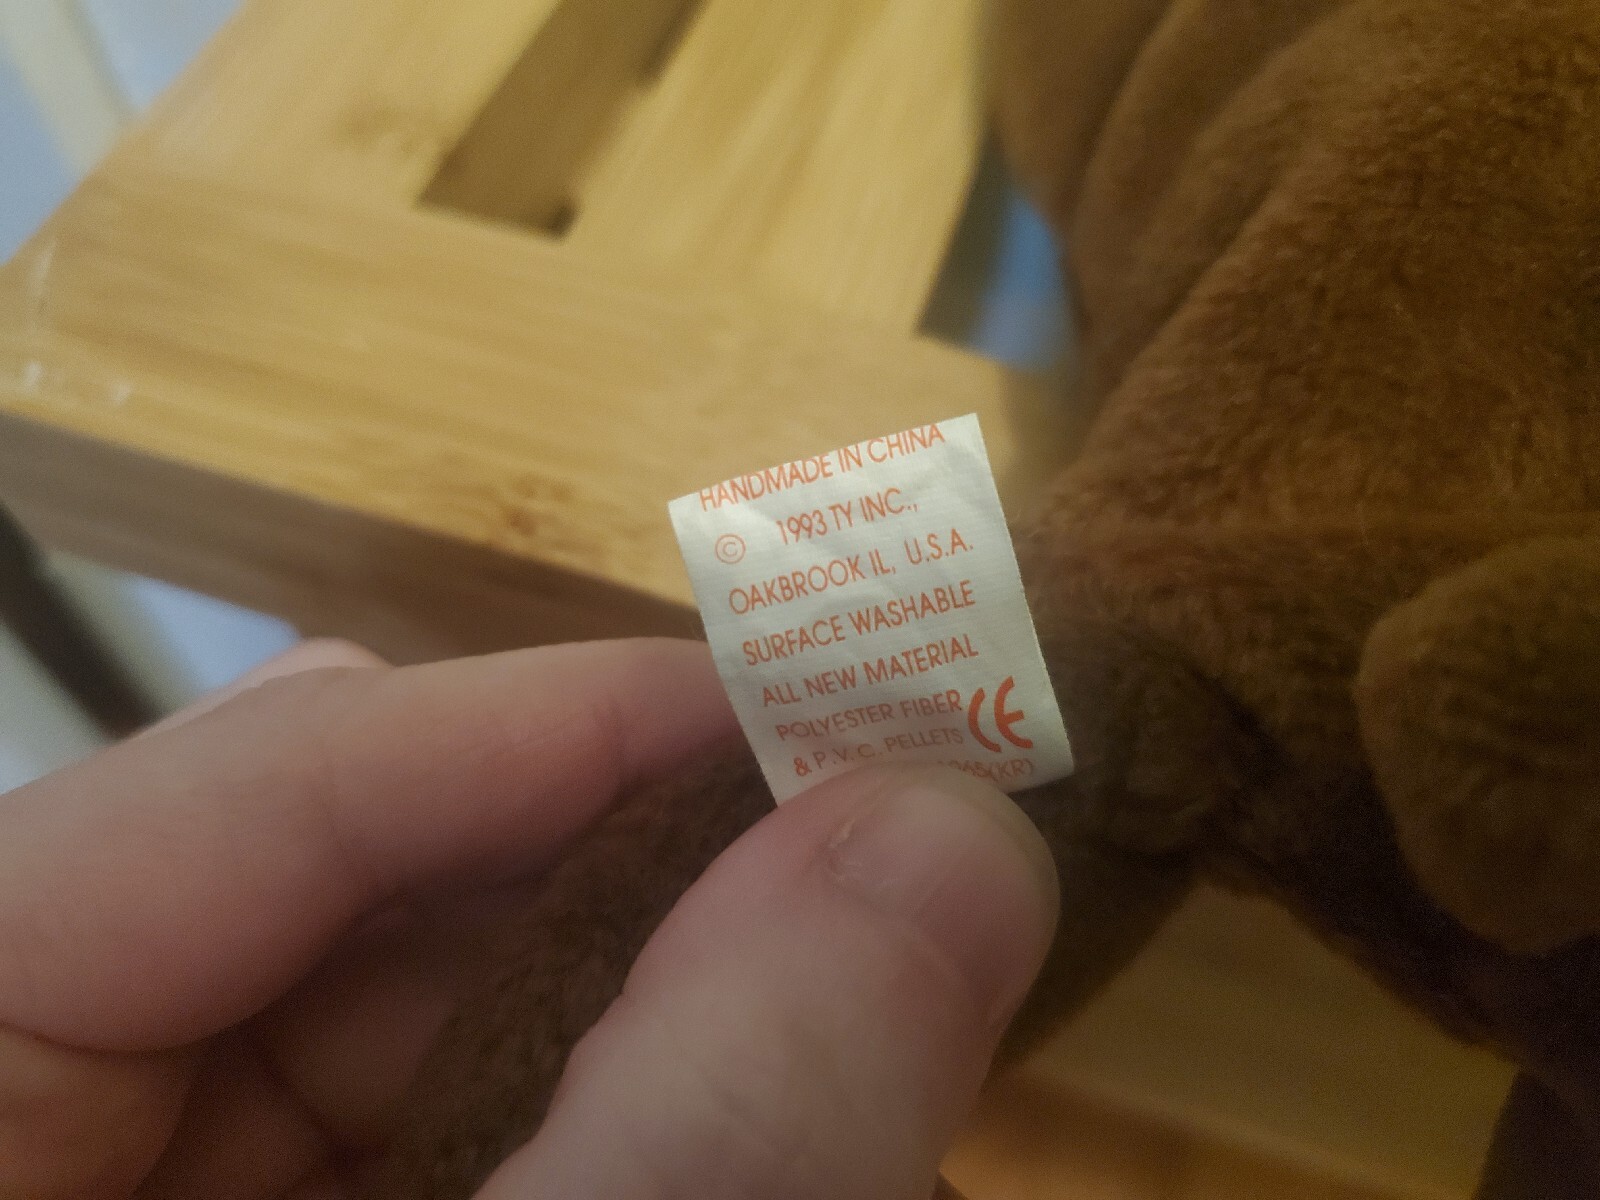 HANDMADE IN CHINA
© 1993 TY INC.,
OAKBROOK IL, U.S.A.
SURFACE WASHABLE
ALL NEW MATERIAL
POLYESTER FIBER
& P.V.C. PELLETS CE